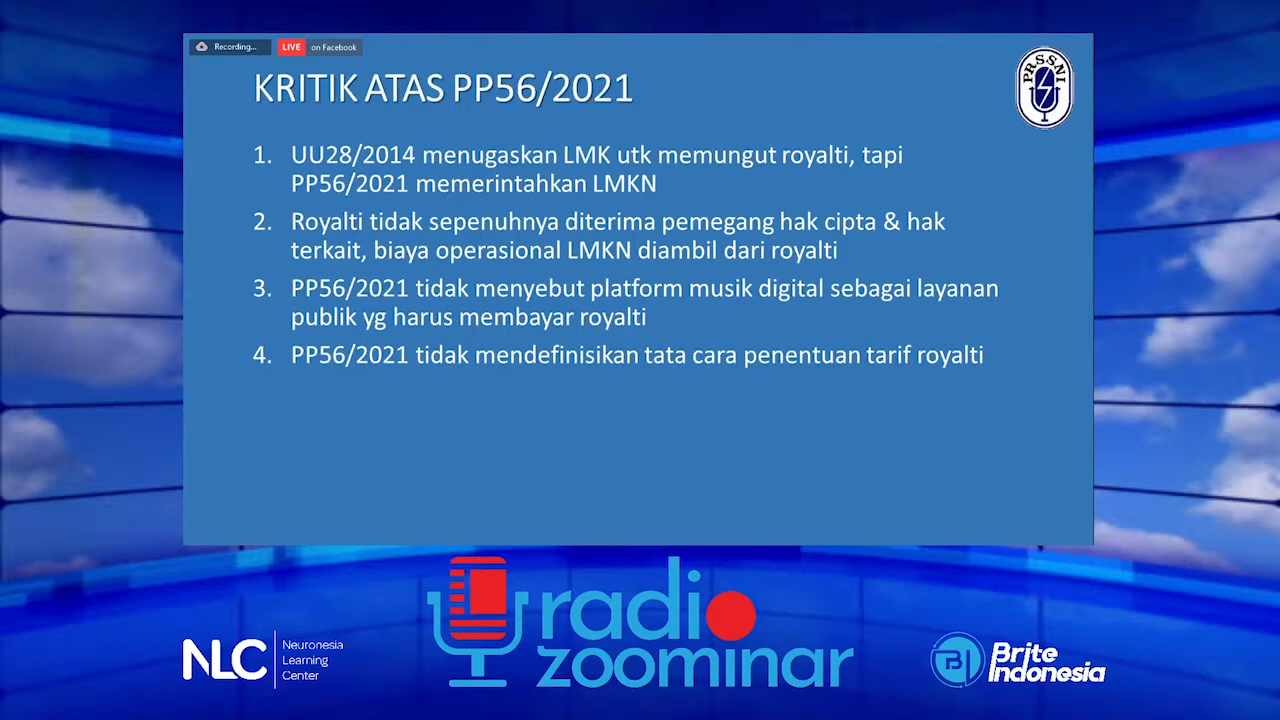 Recording...
LIVE on Facebook
KRITIK ATAS PP56/2021
PRSSNI
1. UU28/2014 menugaskan LMK utk memungut royalti, tapi
PP56/2021 memerintahkan LMKN
2. Royalti tidak sepenuhnya diterima pemegang hak cipta & hak
terkait, biaya operasional LMKN diambil dari royalti
3. PP56/2021 tidak menyebut platform musik digital sebagai layanan
publik yg harus membayar royalti
4. PP56/2021 tidak mendefinisikan tata cara penentuan tarif royalti
radio
zoominar
NLC
Neuronesia
Learning
Center
BI
Brite
Indonesia